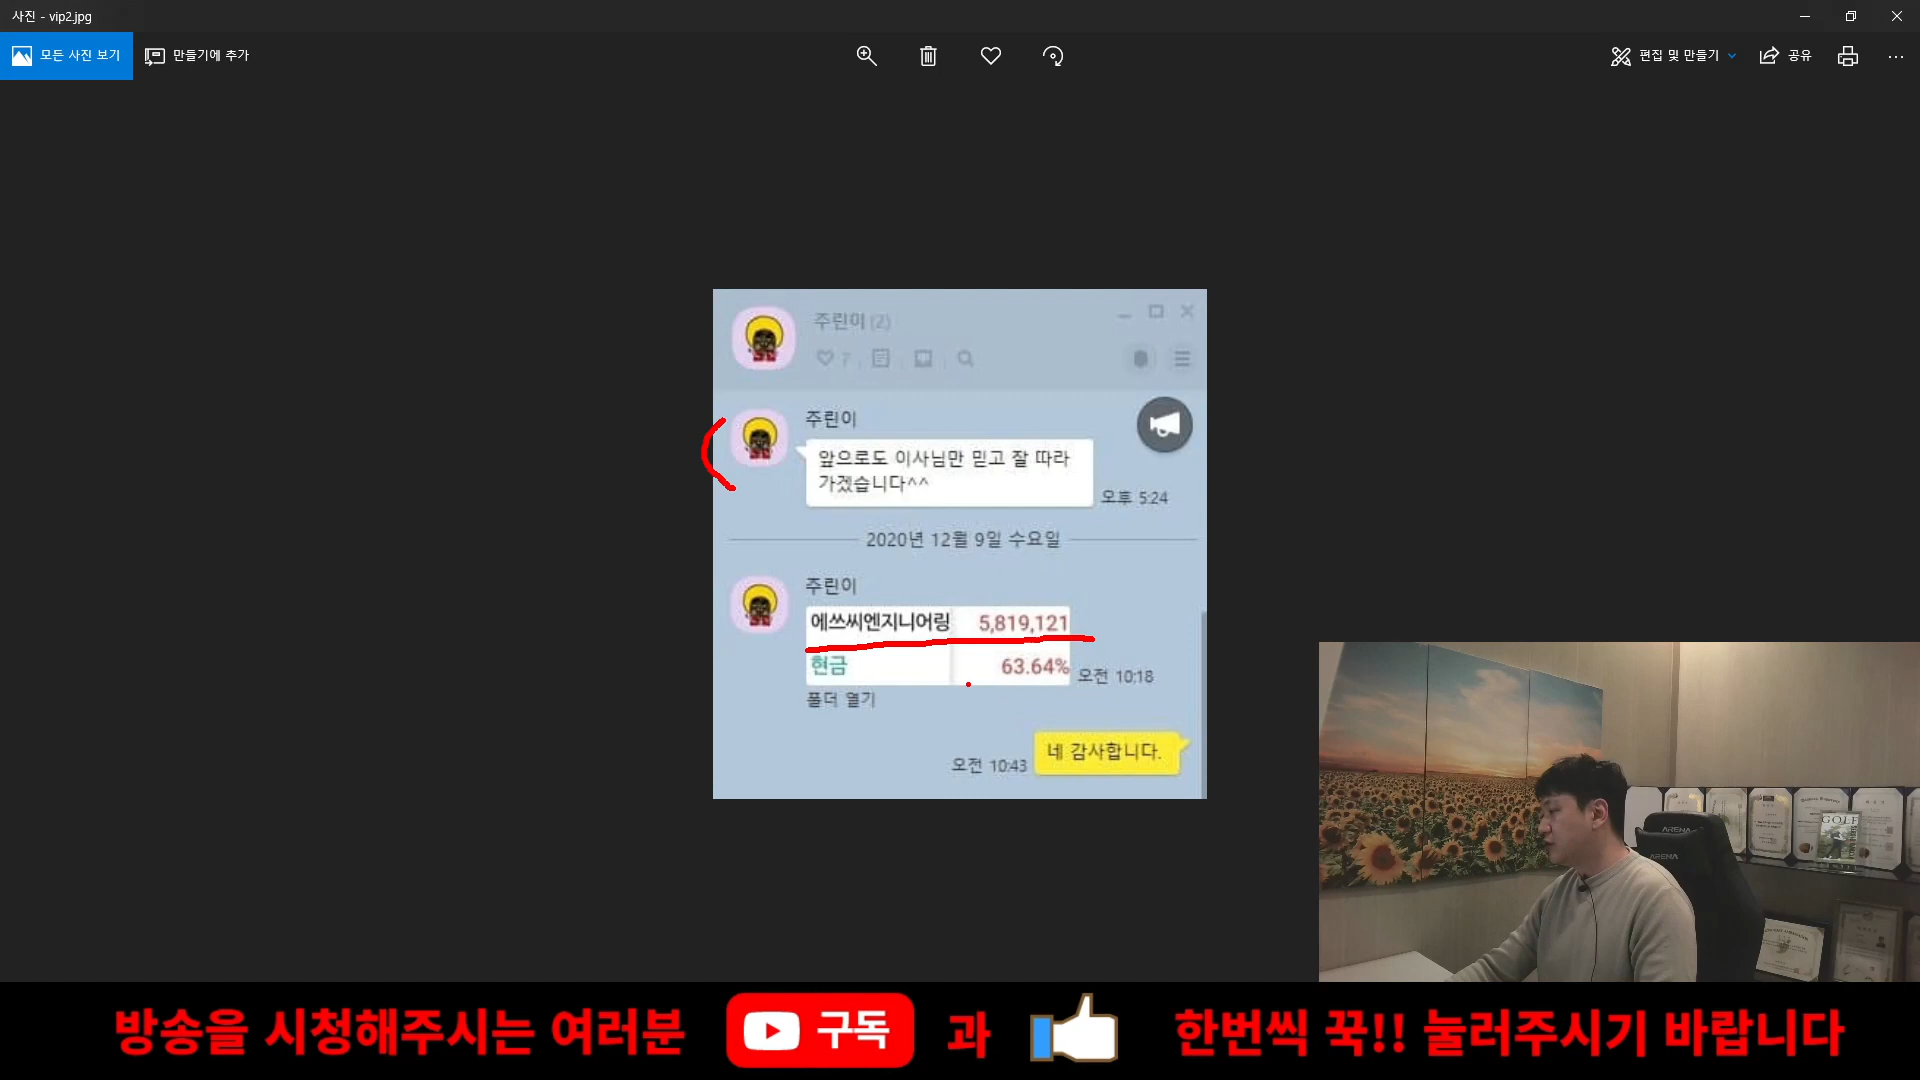 사진 - vip2.jpg
모든 사진 보기
만들기에 추가
편집 및 만들기
공유
주린이 (2)
7
주린이
앞으로도 이사님만 믿고 잘 따라
가겠습니다^^
오후 5:24
2020년 12월 9일 수요일
주린이
에쓰씨엔지니어링 5,819,121
현금 63.64%
오전 10:18
폴더 열기
네 감사합니다.
오전 10:43
GOLF
ARENA
ARENA
방송을 시청해주시는 여러분 구독 과 한번씩 꾹!! 눌러주시기 바랍니다